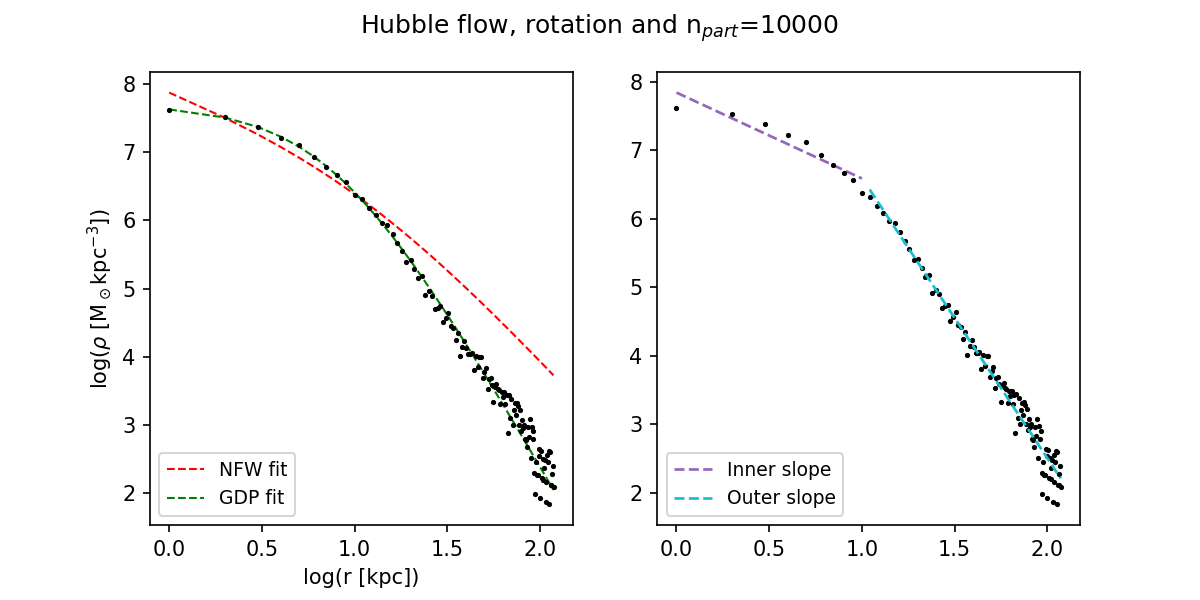 Hubble flow, rotation and n_part=10000
8
7
6
5
4
3
2
log(ρ [M⊙kpc⁻³])
NFW fit
GDP fit
0.0 0.5 1.0 1.5 2.0
log(r [kpc])
8
7
6
5
4
3
2
Inner slope
Outer slope
0.0 0.5 1.0 1.5 2.0